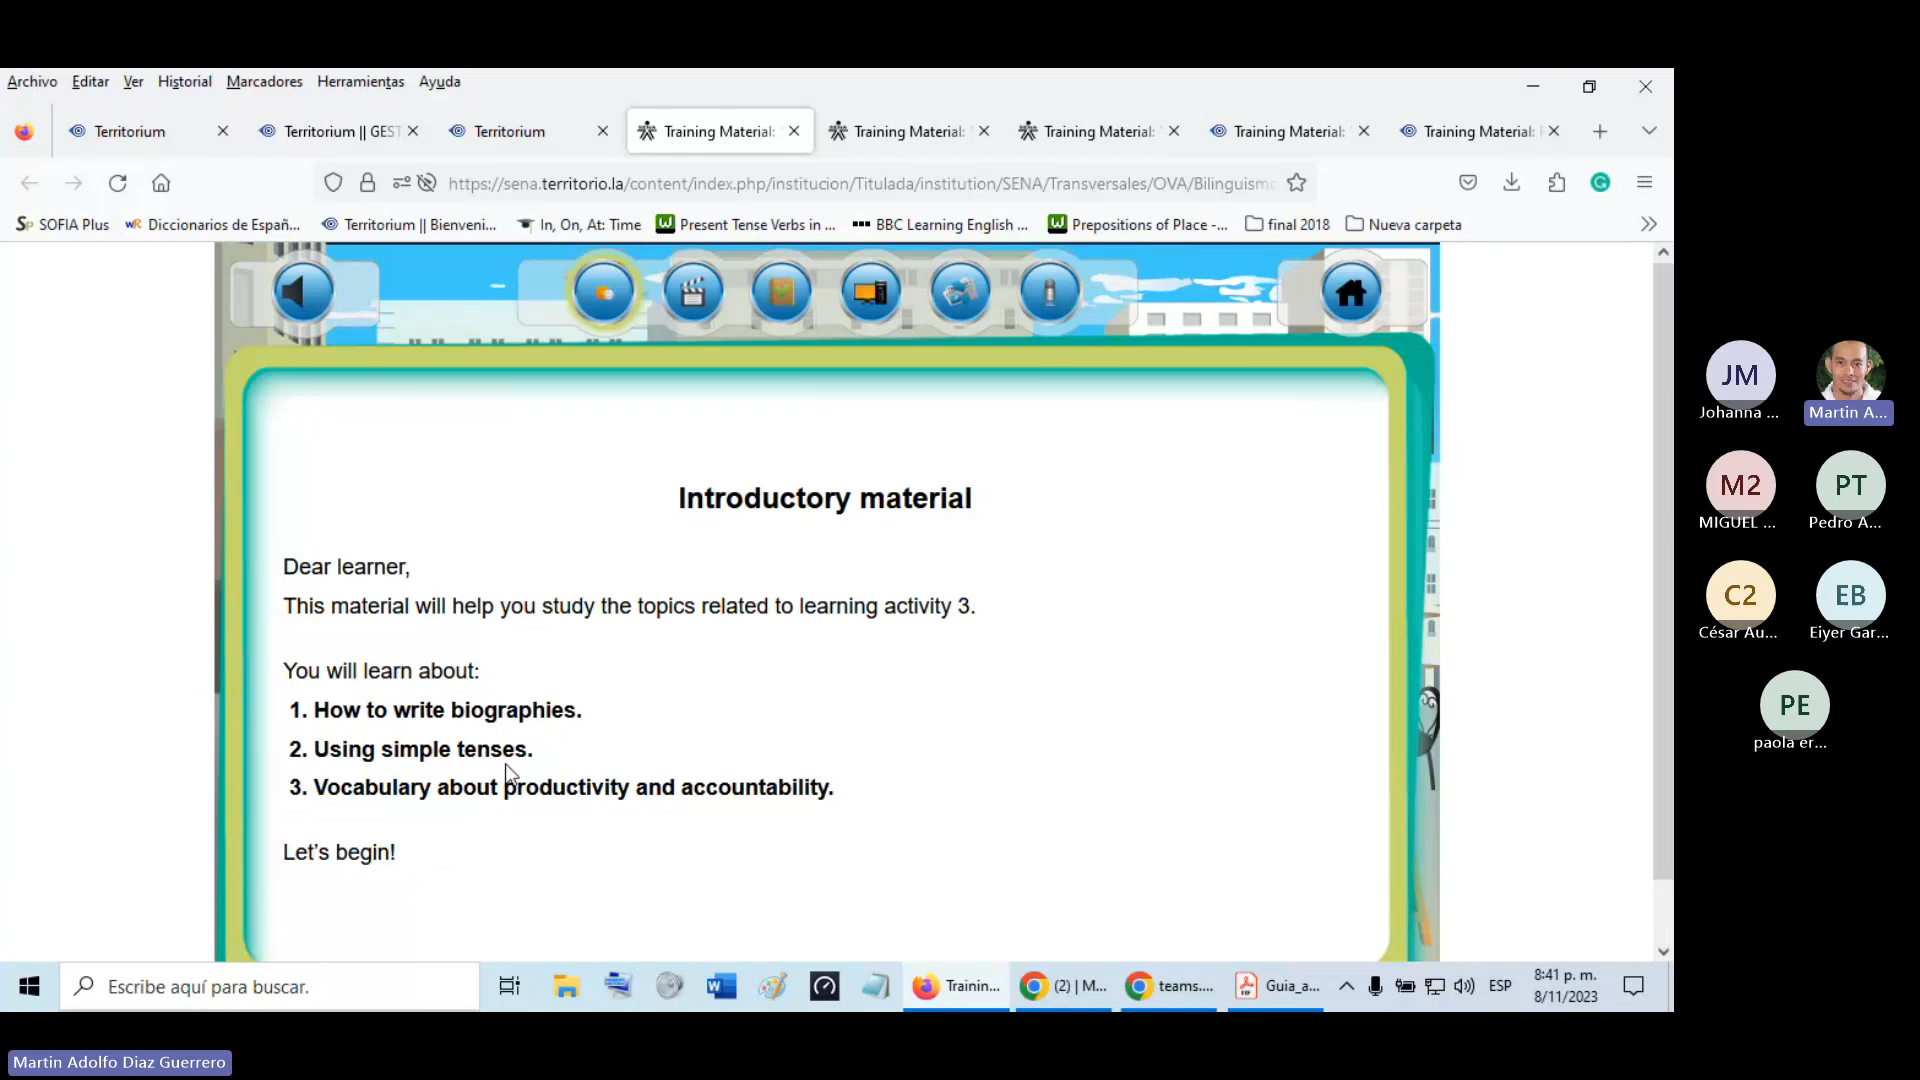 Archivo Editar Ver Historial Marcadores Herramientas Ayuda
Territorium
Territorium || GEST
Territorium
Training Material:
Training Material:
Training Material:
Training Material:
Training Material:
https://sena.territorio.la/content/index.php/institucion/Titulada/institution/SENA/Transversales/OVA/Bilinguism
SOFIA Plus
Diccionarios de Españ...
Territorium || Bienveni...
In, On, At: Time
Present Tense Verbs in ...
BBC Learning English ...
Prepositions of Place -...
final 2018
Nueva carpeta
Introductory material
Dear learner,
This material will help you study the topics related to learning activity 3.
You will learn about:
1. How to write biographies.
2. Using simple tenses.
3. Vocabulary about productivity and accountability.
Let's begin!
JM
Johanna ...
Martin A...
M2
MIGUEL ...
PT
Pedro A...
C2
César Au...
EB
Eiyer Gar...
PE
paola er...
Escribe aquí para buscar.
Trainin...
(2) | M...
teams....
Guia_a...
ESP
8:41 p. m.
8/11/2023
Martin Adolfo Diaz Guerrero